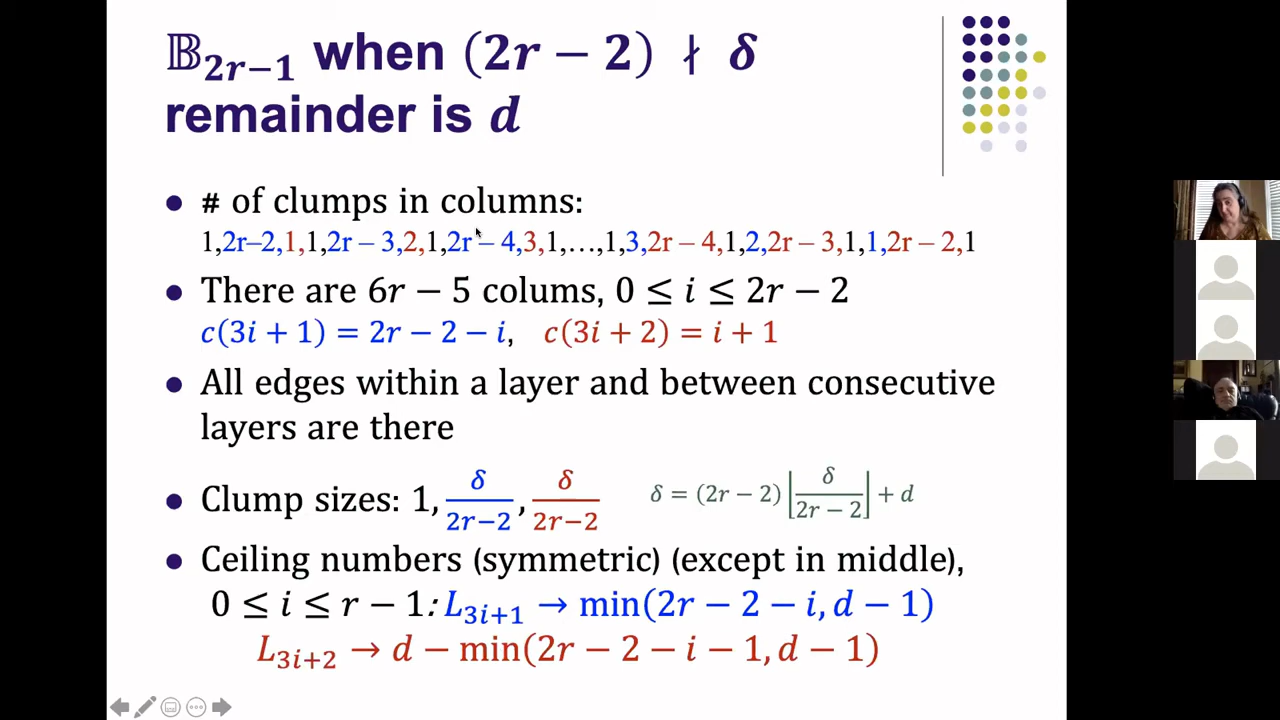 𝔹₂ᵣ₋₁ when (2r − 2) ∤ δ
remainder is d
# of clumps in columns:
1,2r–2,1,1,2r − 3,2,1,2r − 4,3,1,…,1,3,2r − 4,1,2,2r − 3,1,1,2r − 2,1
There are 6r − 5 colums, 0 ≤ i ≤ 2r − 2
c(3i + 1) = 2r − 2 − i, c(3i + 2) = i + 1
All edges within a layer and between consecutive
layers are there
Clump sizes: 1, δ/(2r−2), δ/(2r−2) δ = (2r − 2)⌊δ/(2r − 2)⌋ + d
Ceiling numbers (symmetric) (except in middle),
0 ≤ i ≤ r − 1: L₃ᵢ₊₁ → min(2r − 2 − i, d − 1)
L₃ᵢ₊₂ → d − min(2r − 2 − i − 1, d − 1)